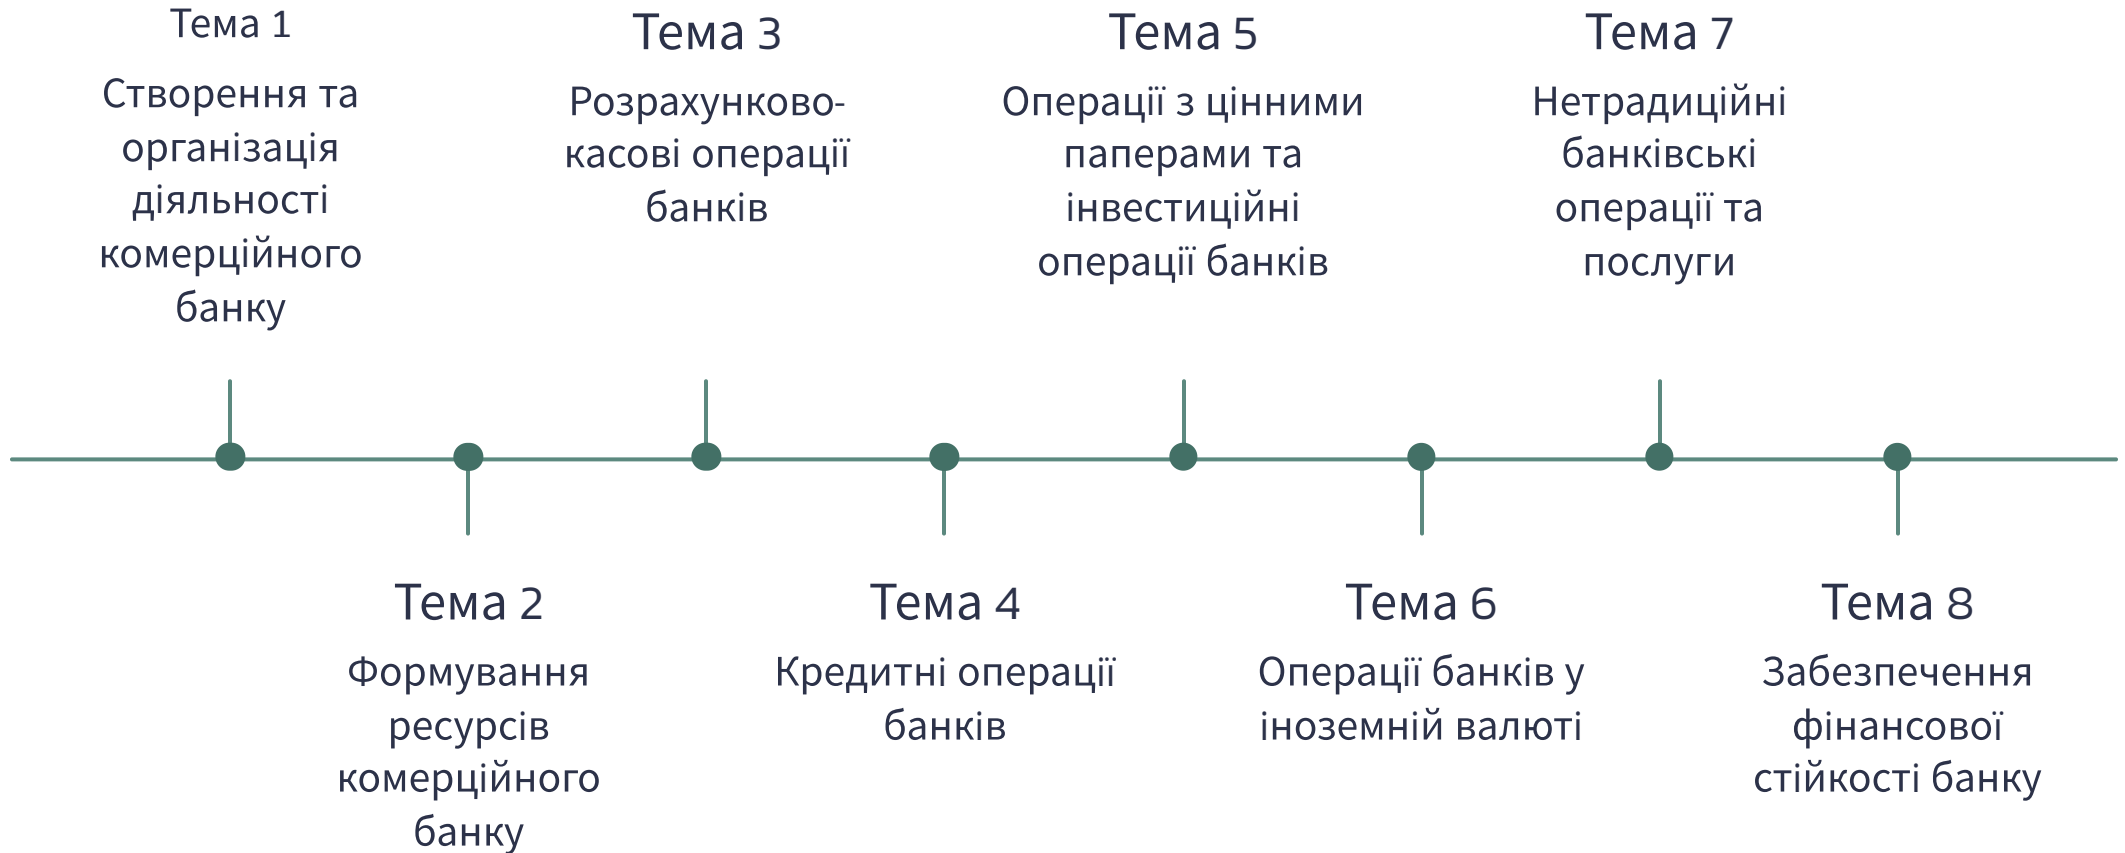 Тема 1
Створення та
організація
діяльності
комерційного
банку
Тема 2
Формування
ресурсів
комерційного
банку
Тема 3
Розрахунково-
касові операції
банків
Тема 4
Кредитні операції
банків
Тема 5
Операції з цінними
паперами та
інвестиційні
операції банків
Тема 6
Операції банків у
іноземній валюті
Тема 7
Нетрадиційні
банківські
операції та
послуги
Тема 8
Забезпечення
фінансової
стійкості банку